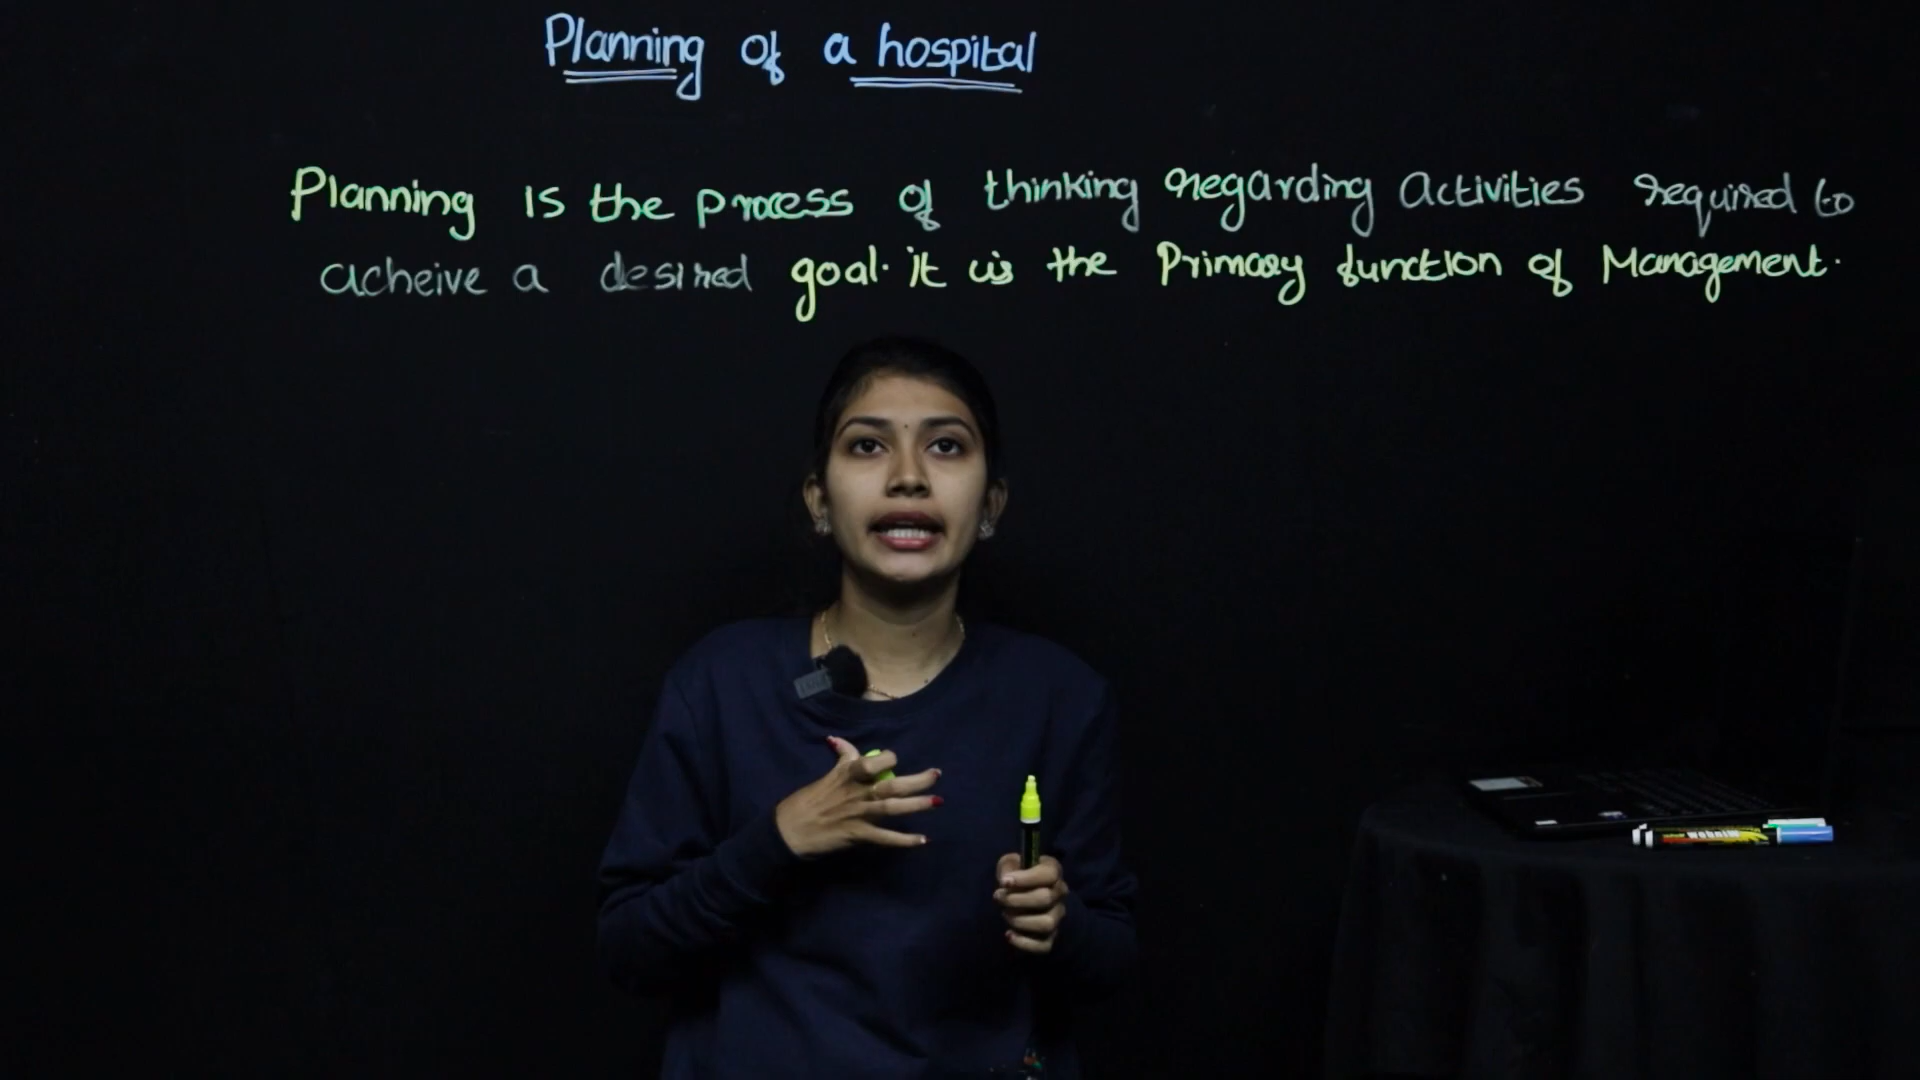 Planning of a hospital
Planning is the process of thinking regarding activities required to
acheive a desired goal. it is the Primary function of Management.